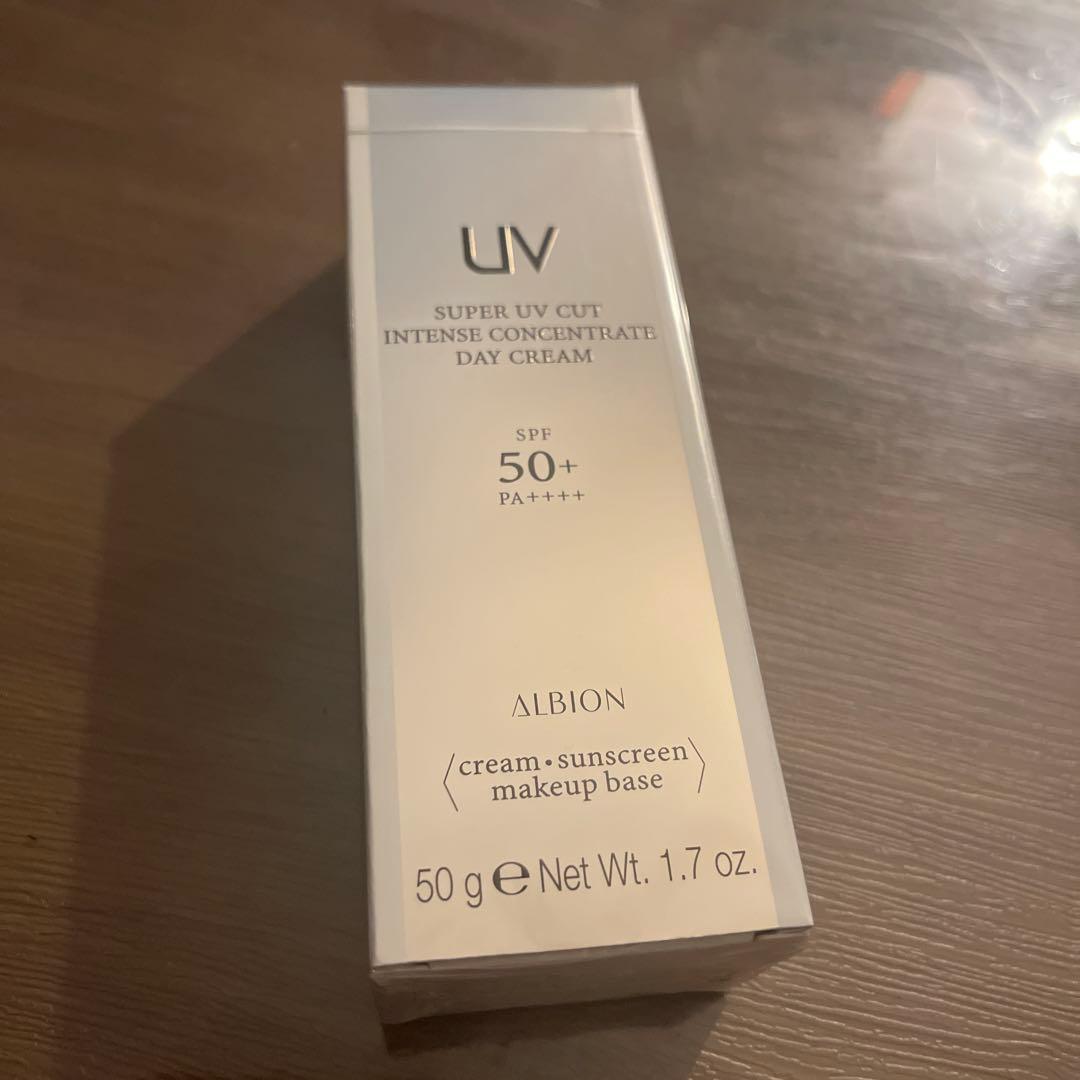 UV
SUPER UV CUT
INTENSE CONCENTRATE
DAY CREAM
SPF
50+
PA++++
ALBION
〈cream•sunscreen
makeup base〉
50 g ℮ Net Wt. 1.7 oz.